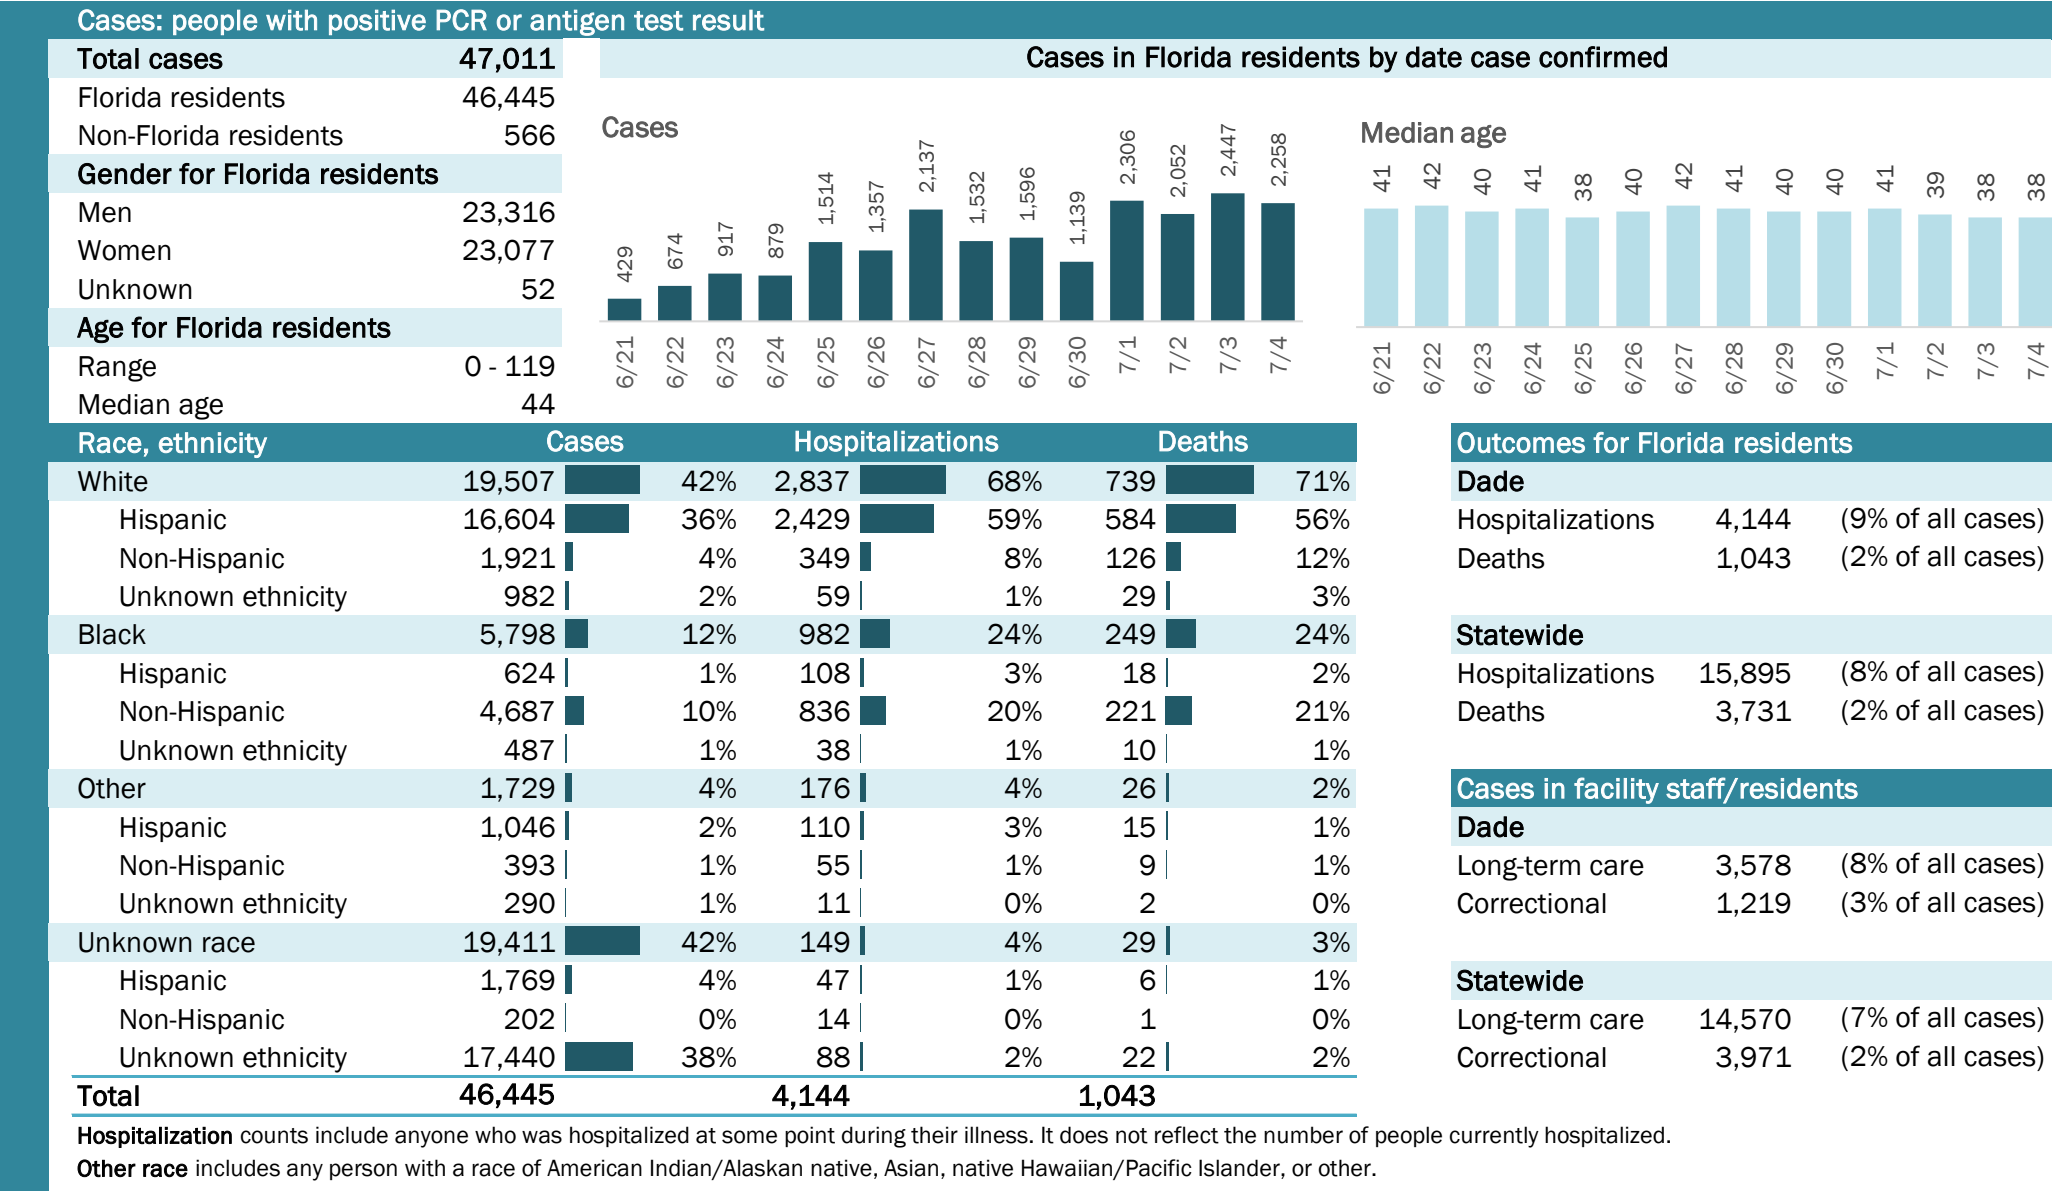 Cases: people with positive PCR or antigen test result
Total cases 47,011
Florida residents 46,445
Non-Florida residents 566
Gender for Florida residents
Men 23,316
Women 23,077
Unknown 52
Age for Florida residents
Range 0 - 119
Median age 44
Cases in Florida residents by date case confirmed
Cases
429 674 917 879 1,514 1,357 2,137 1,532 1,596 1,139 2,306 2,052 2,447 2,258
6/21 6/22 6/23 6/24 6/25 6/26 6/27 6/28 6/29 6/30 7/1 7/2 7/3 7/4
Median age
41 42 40 41 38 40 42 41 40 40 41 39 38 38
6/21 6/22 6/23 6/24 6/25 6/26 6/27 6/28 6/29 6/30 7/1 7/2 7/3 7/4
Race, ethnicity Cases Hospitalizations Deaths
White 19,507 42% 2,837 68% 739 71%
Hispanic 16,604 36% 2,429 59% 584 56%
Non-Hispanic 1,921 4% 349 8% 126 12%
Unknown ethnicity 982 2% 59 1% 29 3%
Black 5,798 12% 982 24% 249 24%
Hispanic 624 1% 108 3% 18 2%
Non-Hispanic 4,687 10% 836 20% 221 21%
Unknown ethnicity 487 1% 38 1% 10 1%
Other 1,729 4% 176 4% 26 2%
Hispanic 1,046 2% 110 3% 15 1%
Non-Hispanic 393 1% 55 1% 9 1%
Unknown ethnicity 290 1% 11 0% 2 0%
Unknown race 19,411 42% 149 4% 29 3%
Hispanic 1,769 4% 47 1% 6 1%
Non-Hispanic 202 0% 14 0% 1 0%
Unknown ethnicity 17,440 38% 88 2% 22 2%
Total 46,445 4,144 1,043
Outcomes for Florida residents
Dade
Hospitalizations 4,144 (9% of all cases)
Deaths 1,043 (2% of all cases)
Statewide
Hospitalizations 15,895 (8% of all cases)
Deaths 3,731 (2% of all cases)
Cases in facility staff/residents
Dade
Long-term care 3,578 (8% of all cases)
Correctional 1,219 (3% of all cases)
Statewide
Long-term care 14,570 (7% of all cases)
Correctional 3,971 (2% of all cases)
Hospitalization counts include anyone who was hospitalized at some point during their illness. It does not reflect the number of people currently hospitalized.
Other race includes any person with a race of American Indian/Alaskan native, Asian, native Hawaiian/Pacific Islander, or other.